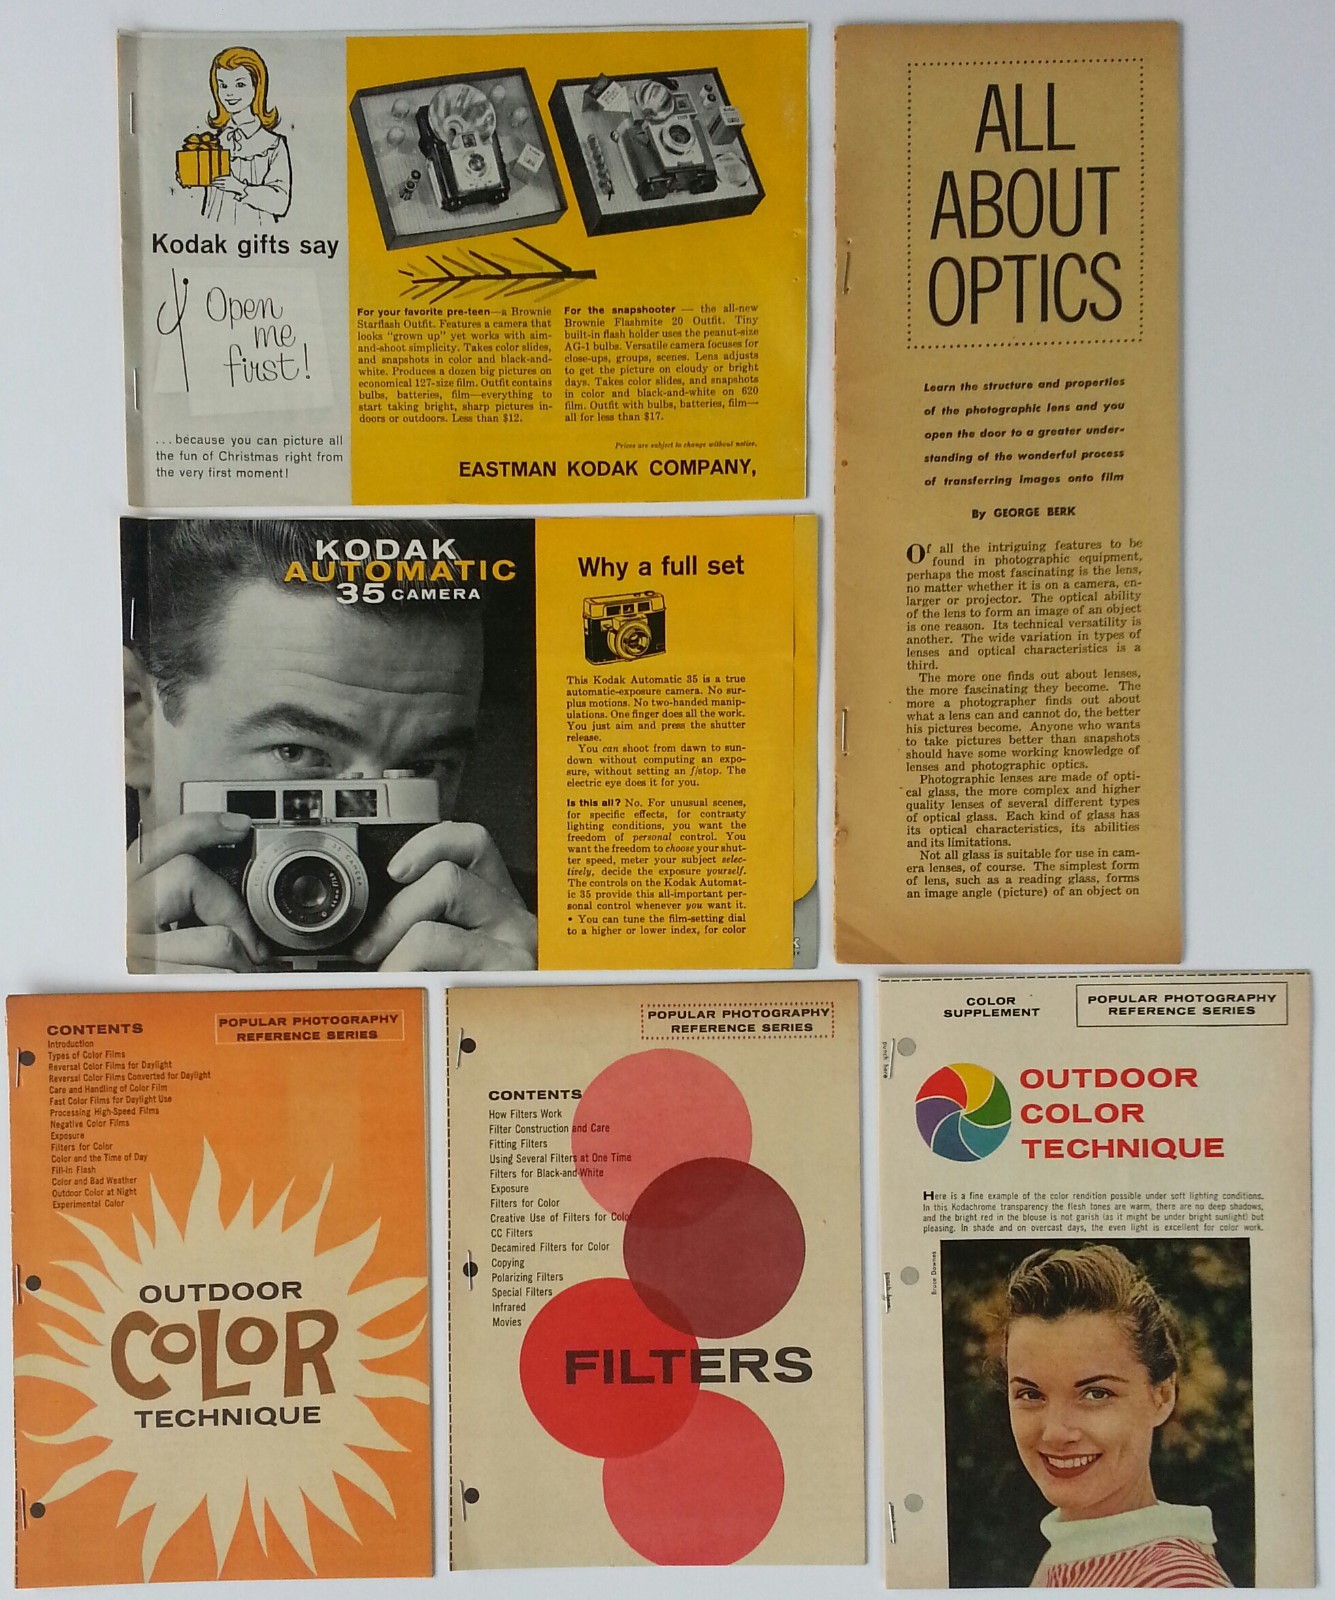 Kodak gifts say
Open
me
first!
...because you can picture all
the fun of Christmas right from
the very first moment!
For your favorite pre-teen—a Brownie
Starflash Outfit. Features a camera that
looks "grown up" yet works with aim-
and-shoot simplicity. Takes color slides,
and snapshots in color and black-and-
white. Produces a dozen big pictures on
economical 127-size film. Outfit contains
bulbs, batteries, film—everything to
start taking bright, sharp pictures in-
doors or outdoors. Less than $12.
For the snapshooter — the all-new
Brownie Flashmite 20 Outfit. Tiny
built-in flash holder uses the peanut-size
AG-1 bulbs. Versatile camera focuses for
close-ups, groups, scenes. Lens adjusts
to get the picture on cloudy or bright
days. Takes color slides, and snapshots
in color and black-and-white on 620
film. Outfit with bulbs, batteries, film—
all for less than $17.
Prices are subject to change without notice.
EASTMAN KODAK COMPANY,
ALL
ABOUT
OPTICS
Learn the structure and properties
of the photographic lens and you
open the door to a greater under-
standing of the wonderful process
of transferring images onto film
By GEORGE BERK
Of all the intriguing features to be
found in photographic equipment,
perhaps the most fascinating is the lens,
no matter whether it is on a camera, en-
larger or projector. The optical ability
of the lens to form an image of an object
is one reason. Its technical versatility is
another. The wide variation in types of
lenses and optical characteristics is a
third.
The more one finds out about lenses,
the more fascinating they become. The
more a photographer finds out about
what a lens can and cannot do, the better
his pictures become. Anyone who wants
to take pictures better than snapshots
should have some working knowledge of
lenses and photographic optics.
Photographic lenses are made of opti-
cal glass, the more complex and higher
quality lenses of several different types
of optical glass. Each kind of glass has
its optical characteristics, its abilities
and its limitations.
Not all glass is suitable for use in cam-
era lenses, of course. The simplest form
of lens, such as a reading glass, forms
an image angle (picture) of an object on
KODAK
AUTOMATIC
35 CAMERA
Why a full set
This Kodak Automatic 35 is a true
automatic-exposure camera. No sur-
plus motions. No two-handed manip-
ulations. One finger does all the work.
You just aim and press the shutter
release.
You can shoot from dawn to sun-
down without computing an expo-
sure, without setting an f/stop. The
electric eye does it for you.
Is this all? No. For unusual scenes,
for specific effects, for contrasty
lighting conditions, you want the
freedom of personal control. You
want the freedom to choose your shut-
ter speed, meter your subject selec-
tively, decide the exposure yourself.
The controls on the Kodak Automat-
ic 35 provide this all-important per-
sonal control whenever you want it.
• You can tune the film-setting dial
to a higher or lower index, for color
CONTENTS
Introduction
Types of Color Films
Reversal Color Films for Daylight
Reversal Color Films Converted for Daylight
Care and Handling of Color Film
Fast Color Films for Daylight Use
Processing High-Speed Films
Negative Color Films
Exposure
Filters for Color
Color and the Time of Day
Fill-in Flash
Color and Bad Weather
Outdoor Color at Night
Experimental Color
POPULAR PHOTOGRAPHY
REFERENCE SERIES
OUTDOOR
COLOR
TECHNIQUE
POPULAR PHOTOGRAPHY
REFERENCE SERIES
CONTENTS
How Filters Work
Filter Construction and Care
Fitting Filters
Using Several Filters at One Time
Filters for Black-and-White
Exposure
Filters for Color
Creative Use of Filters for Color
CC Filters
Decamired Filters for Color
Copying
Polarizing Filters
Special Filters
Infrared
Movies
FILTERS
COLOR
SUPPLEMENT
POPULAR PHOTOGRAPHY
REFERENCE SERIES
punch here
OUTDOOR
COLOR
TECHNIQUE
Here is a fine example of the color rendition possible under soft lighting conditions.
In this Kodachrome transparency the flesh tones are warm, there are no deep shadows,
and the bright red in the blouse is not garish (as it might be under bright sunlight) but
pleasing. In shade and on overcast days, the even light is excellent for color work.
Bruce Downes